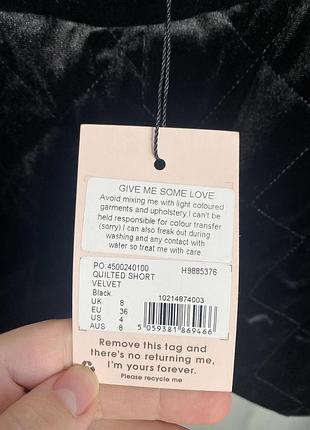 GIVE ME SOME LOVE
Avoid mixing me with light coloured
garments and upholstery.I can't be
held responsible for colour transfer
(sorry).I can also freak out during
washing and any contact with
water so treat me with care.
PO:4500240100 H9885376
QUILTED SHORT
VELVET
Black 10214874003
UK 8
EUR 36
US 4
AUS 8 5 059381 869466
Remove this tag and
there's no returning me,
I'm yours forever.
Please recycle me